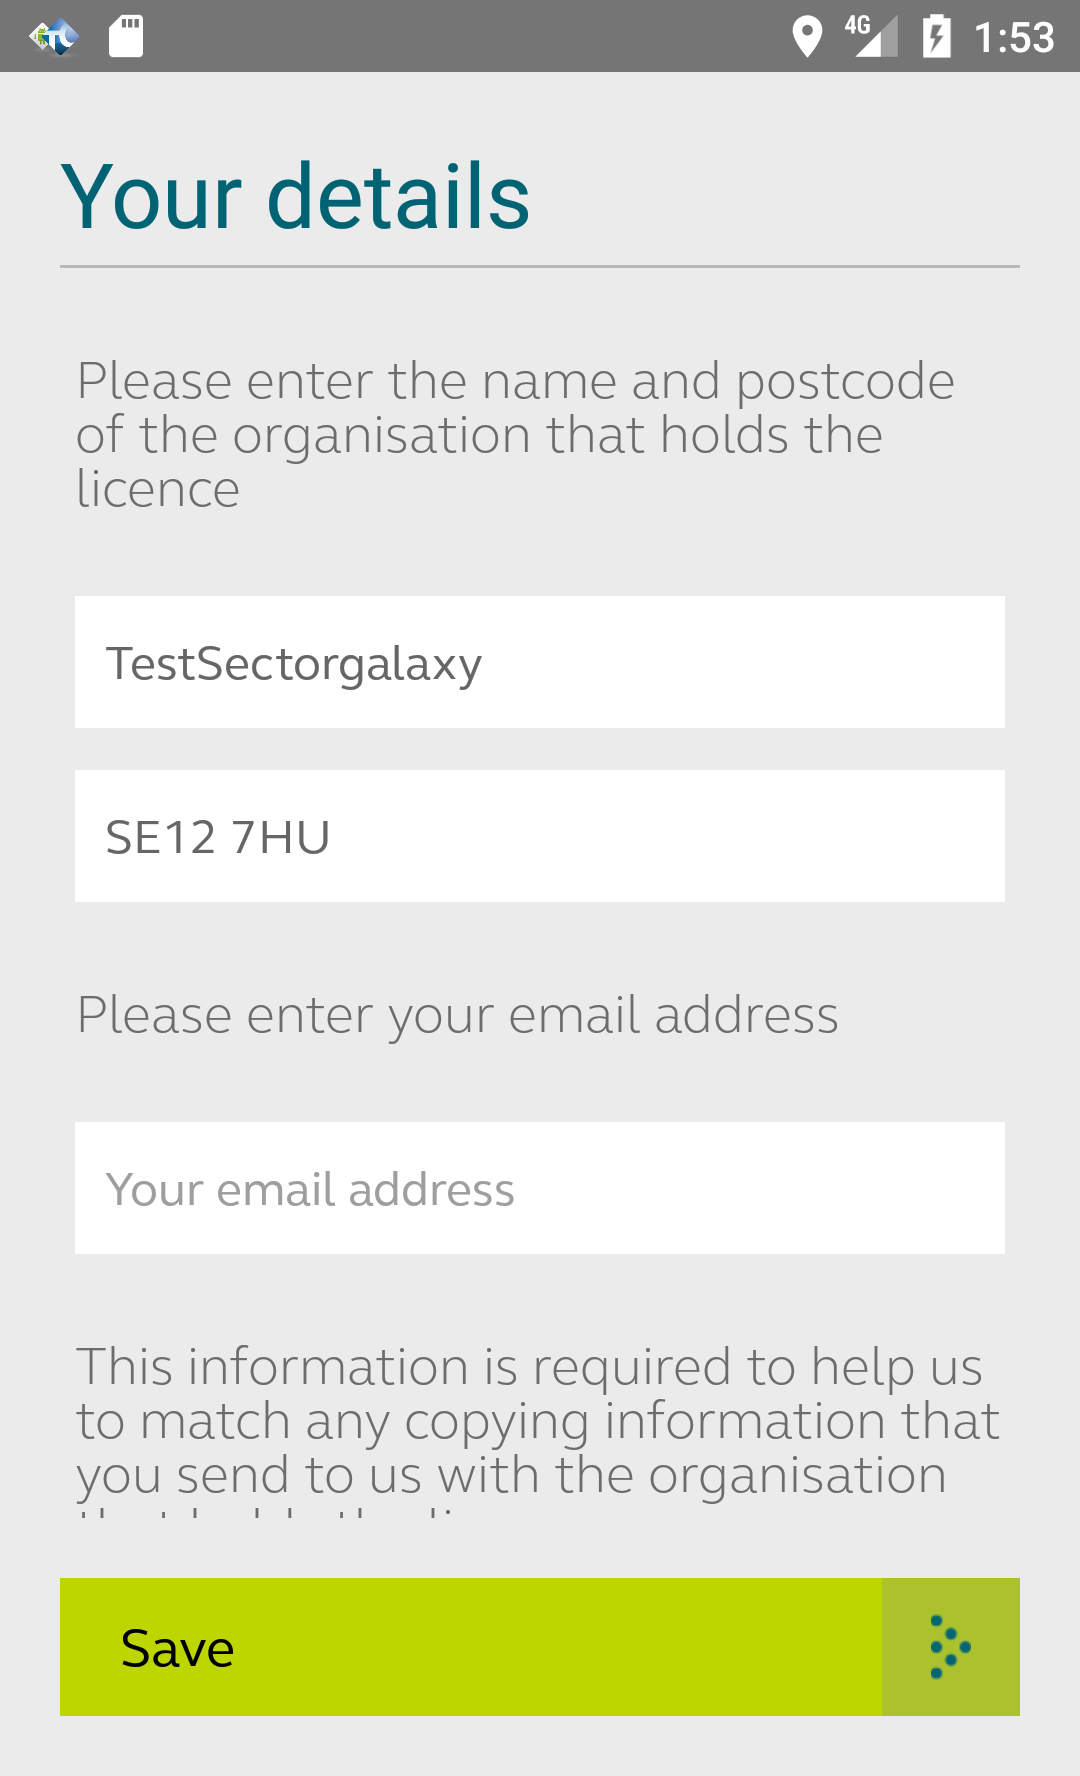 4G 1:53
Your details
Please enter the name and postcode
of the organisation that holds the
licence
TestSectorgalaxy
SE12 7HU
Please enter your email address
Your email address
This information is required to help us
to match any copying information that
you send to us with the organisation
Save